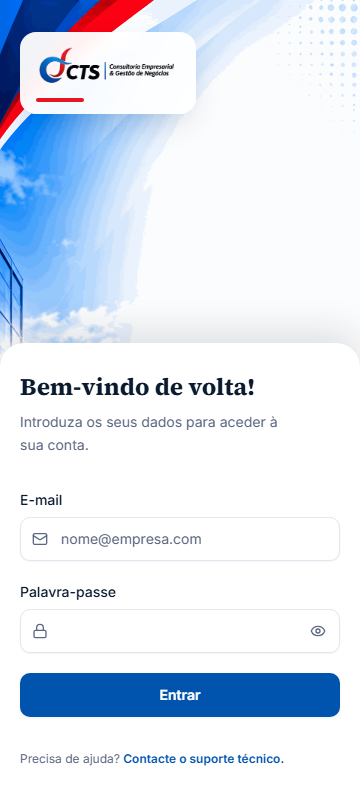 CTS
Consultoria Empresarial
& Gestão de Negócios
Bem-vindo de volta!
Introduza os seus dados para aceder à
sua conta.
E-mail
nome@empresa.com
Palavra-passe
Entrar
Precisa de ajuda? Contacte o suporte técnico.